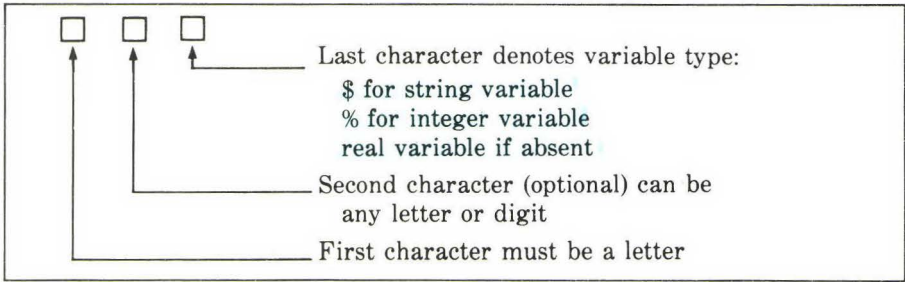 Last character denotes variable type:
$ for string variable
% for integer variable
real variable if absent
Second character (optional) can be
any letter or digit
First character must be a letter